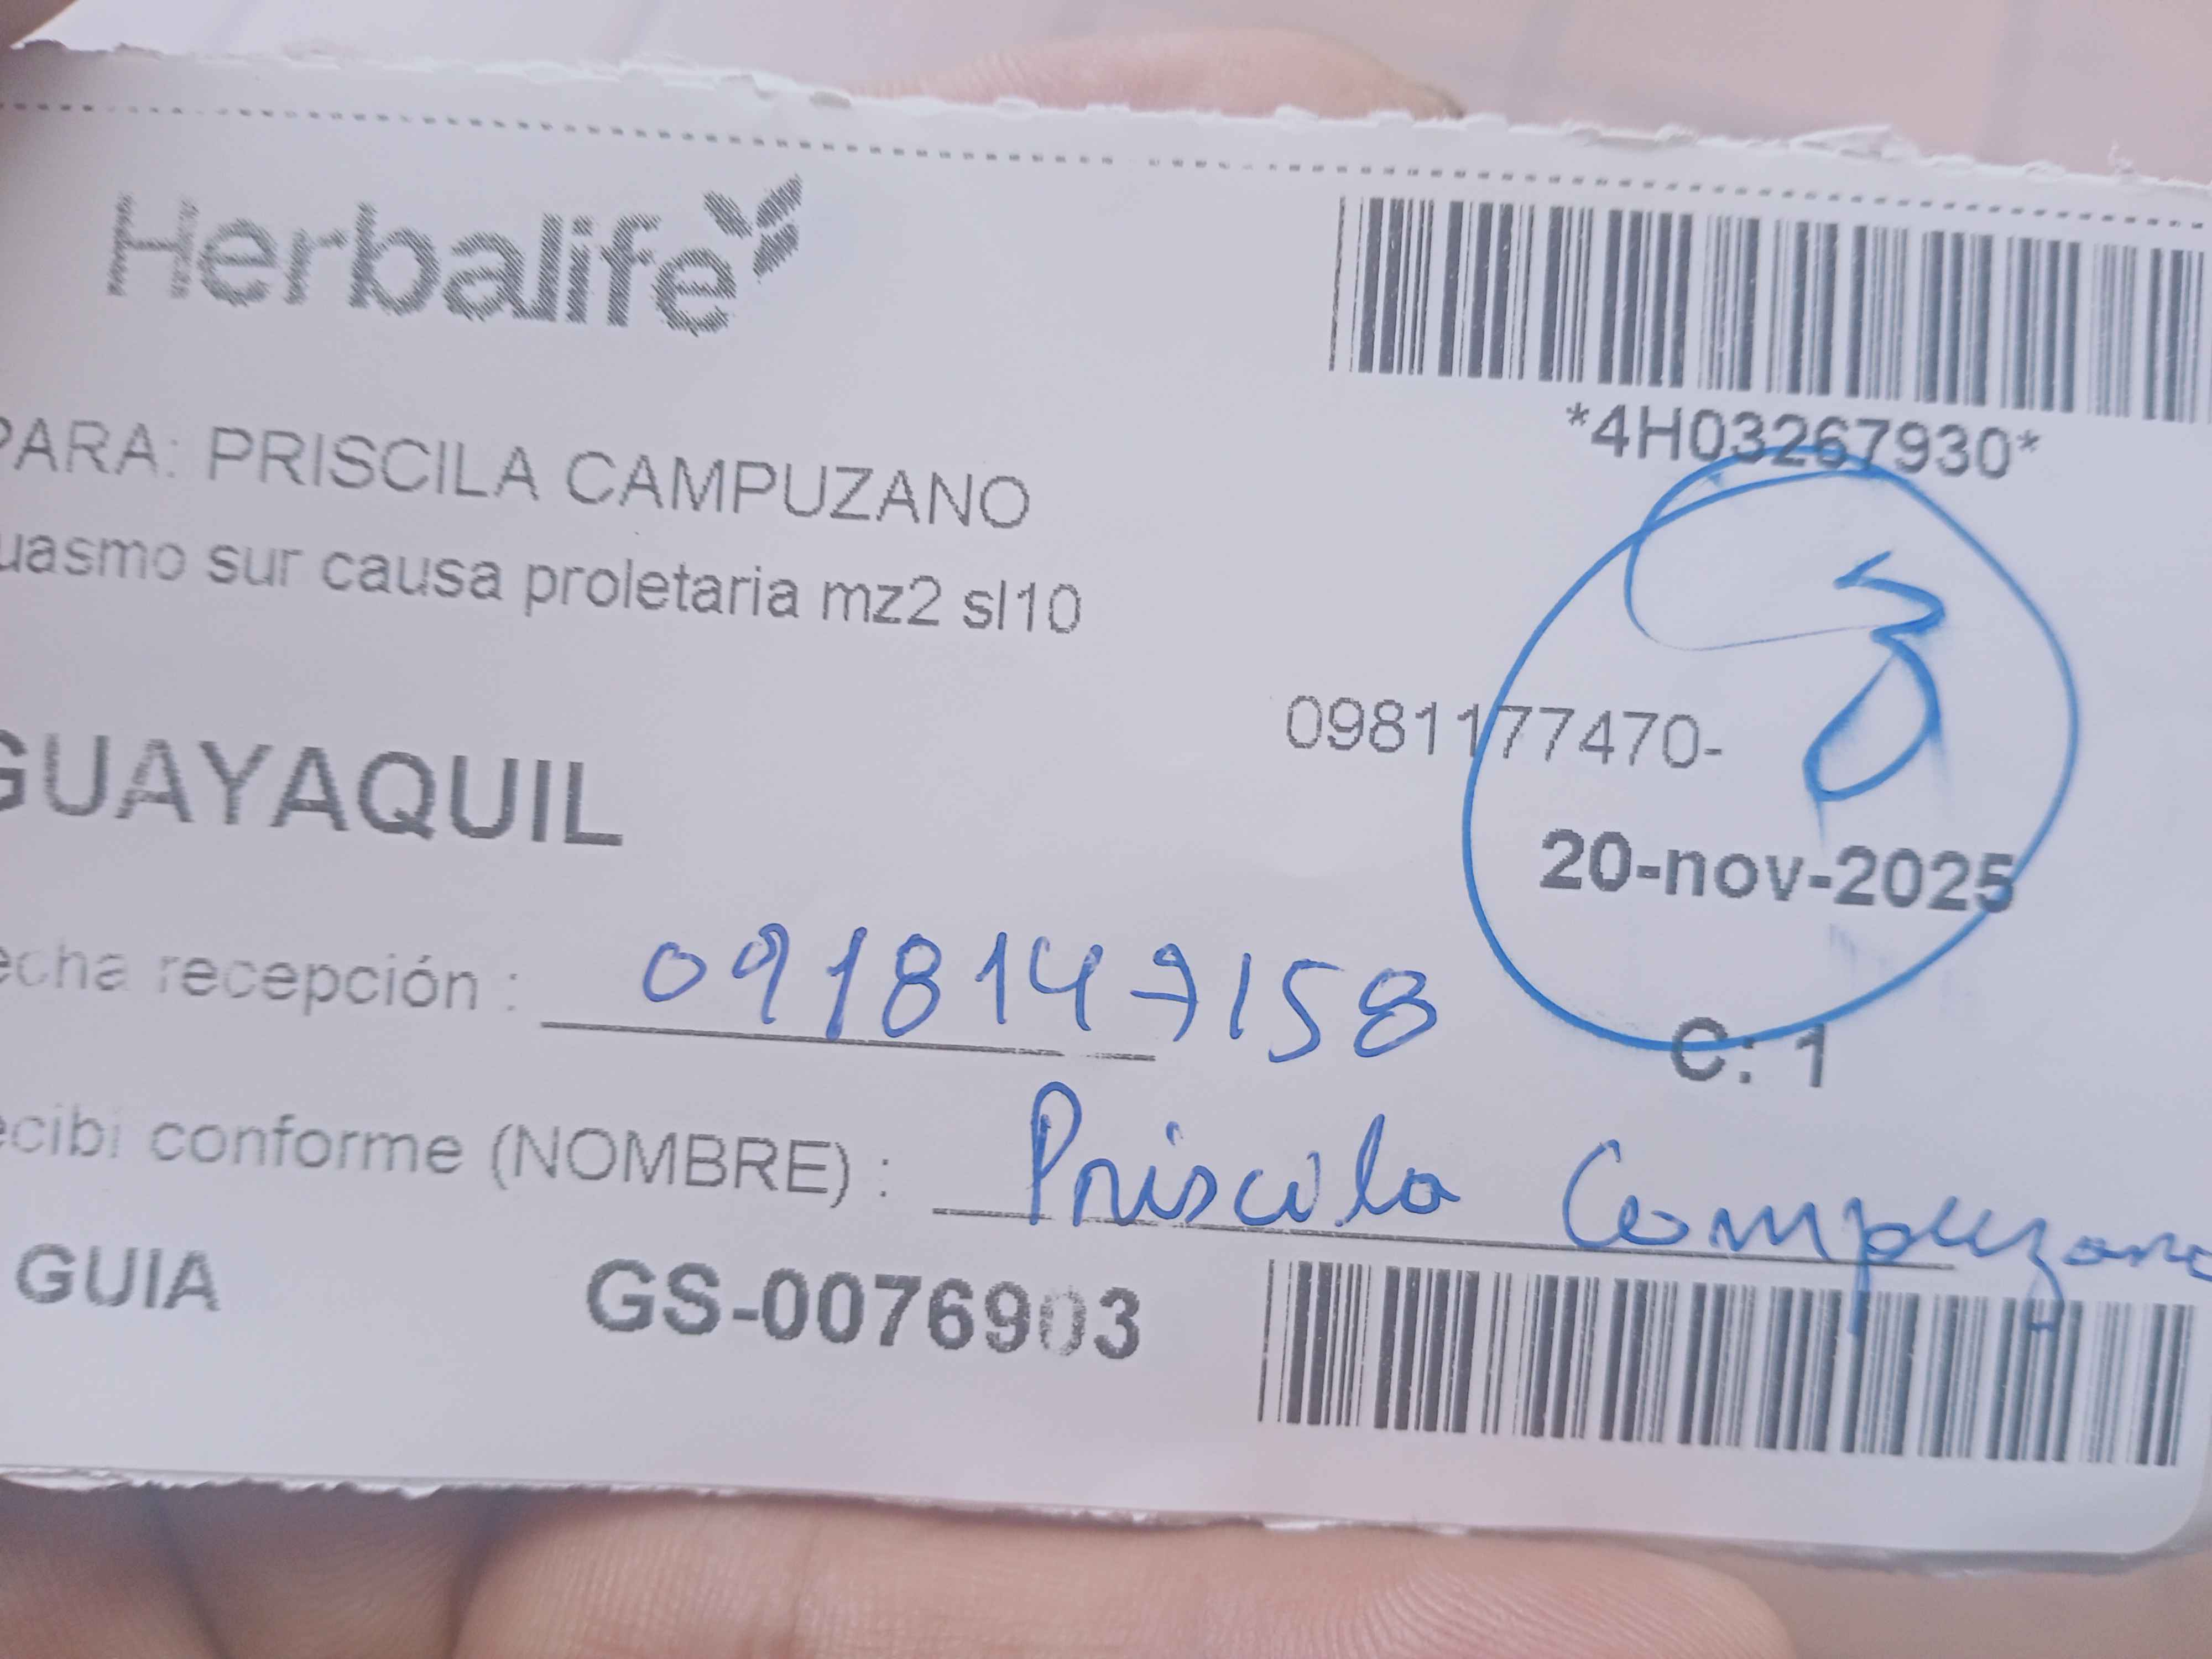 Herbalife
*4H03267930*
PARA: PRISCILA CAMPUZANO
uasmo sur causa proletaria mz2 sl10
0981177470-
GUAYAQUIL
20-nov-2025
echa recepción : 0918147158
C: 1
ecibi conforme (NOMBRE) : Priscila Campuzano
GUIA GS-0076903